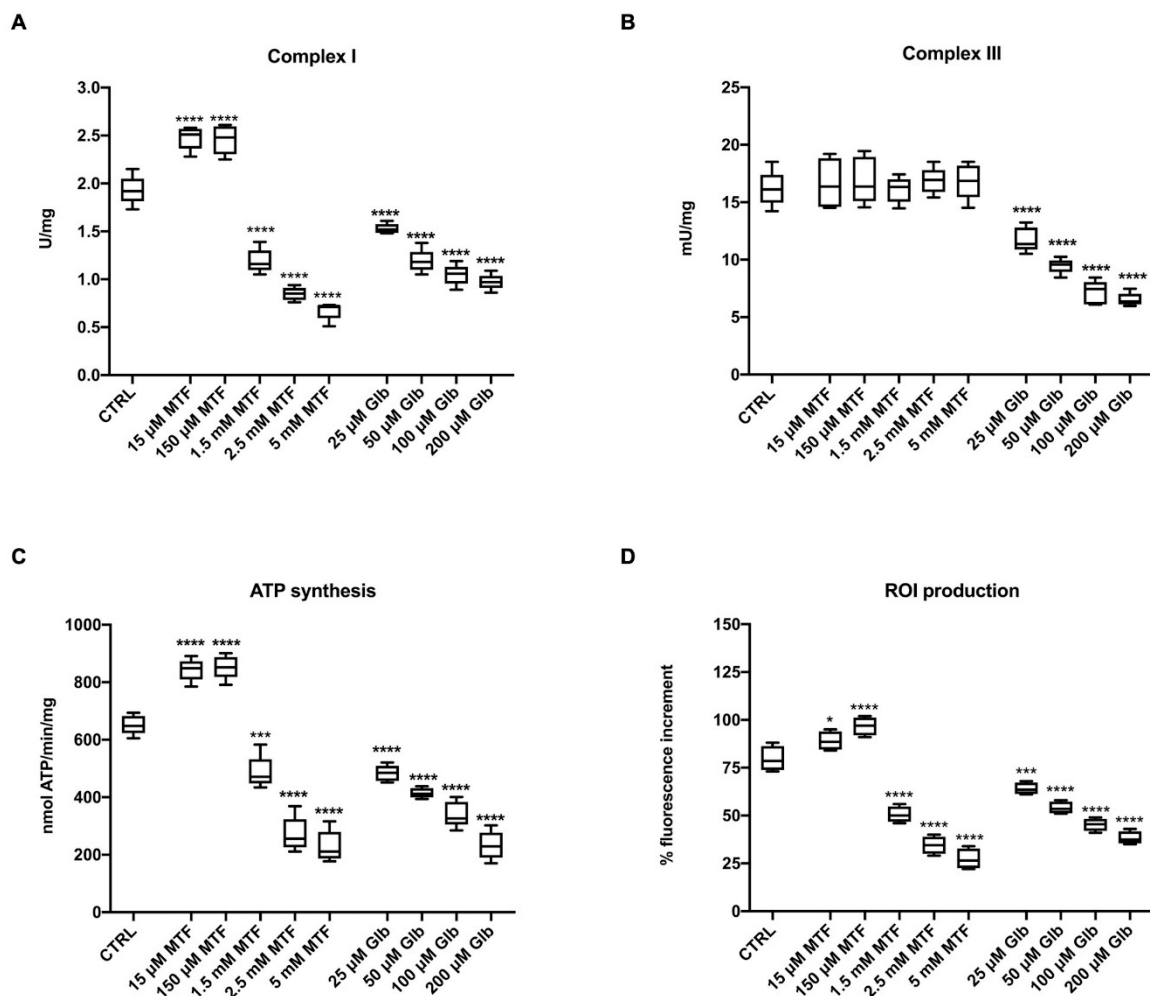 A
Complex I
U/mg
3.0
2.5
2.0
1.5
1.0
0.5
0.0
**** ****
****
****
****
****
****
****
****
CTRL
15 µM MTF
150 µM MTF
1.5 mM MTF
2.5 mM MTF
5 mM MTF
25 µM Glb
50 µM Glb
100 µM Glb
200 µM Glb
B
Complex III
mU/mg
25
20
15
10
5
0
****
****
****
****
CTRL
15 µM MTF
150 µM MTF
1.5 mM MTF
2.5 mM MTF
5 mM MTF
25 µM Glb
50 µM Glb
100 µM Glb
200 µM Glb
C
ATP synthesis
nmol ATP/min/mg
1000
800
600
400
200
0
**** ****
***
****
****
****
****
****
****
CTRL
15 µM MTF
150 µM MTF
1.5 mM MTF
2.5 mM MTF
5 mM MTF
25 µM Glb
50 µM Glb
100 µM Glb
200 µM Glb
D
ROI production
% fluorescence increment
150
125
100
75
50
25
0
*
****
****
****
****
***
****
****
****
CTRL
15 µM MTF
150 µM MTF
1.5 mM MTF
2.5 mM MTF
5 mM MTF
25 µM Glb
50 µM Glb
100 µM Glb
200 µM Glb